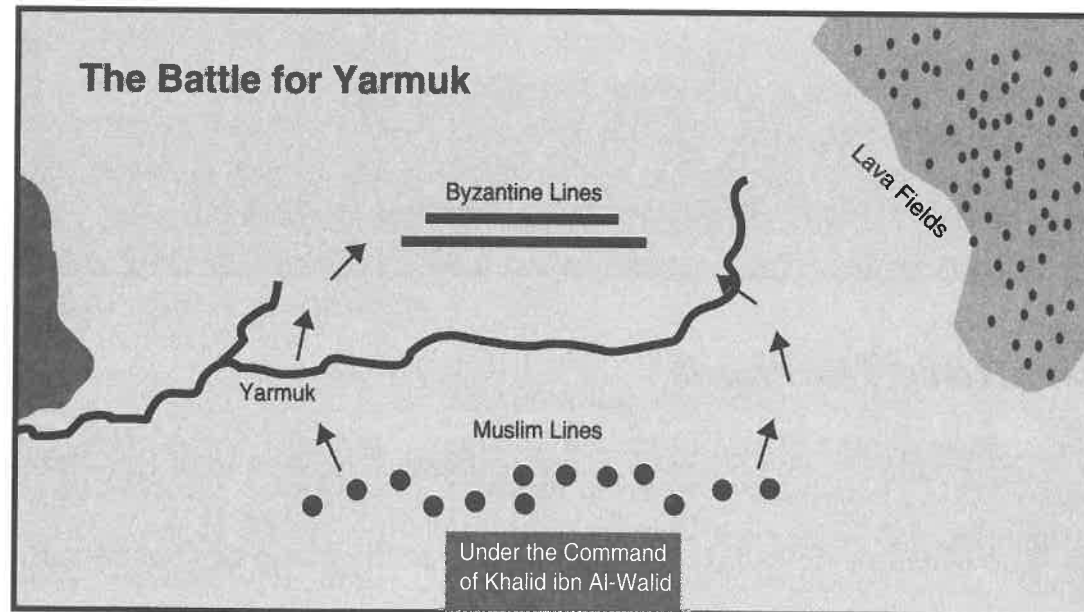 The Battle for Yarmuk
Byzantine Lines
Lava Fields
Yarmuk
Muslim Lines
Under the Command
of Khalid ibn Al-Walid